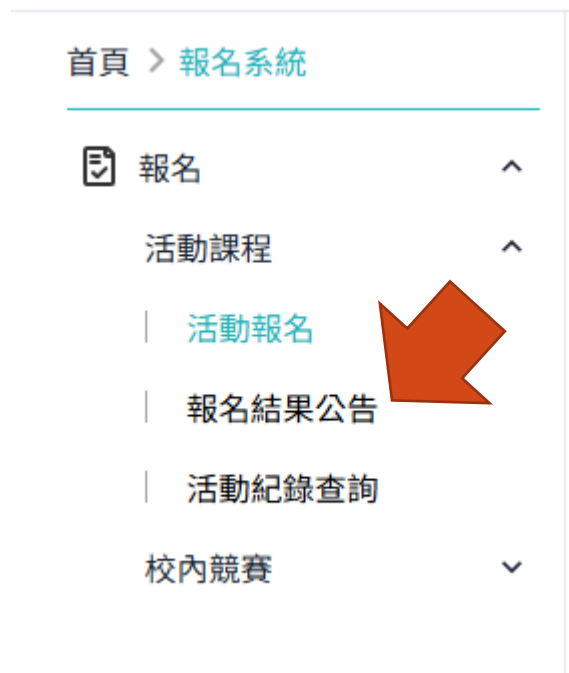 首頁 > 報名系統
報名
活動課程
活動報名
報名結果公告
活動紀錄查詢
校內競賽